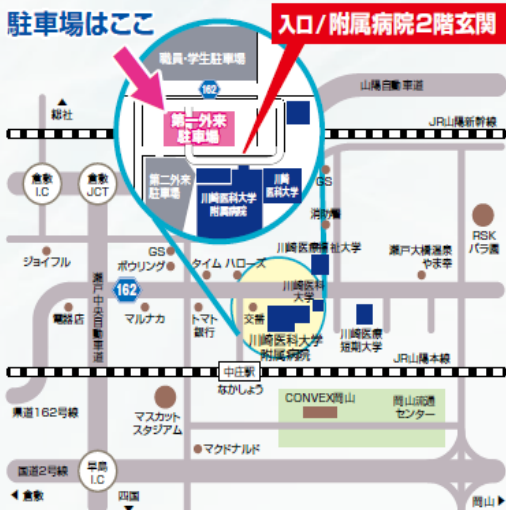 駐車場はここ
入口/附属病院2階玄関
職員・学生駐車場
162
山陽自動車道
総社
第一外来
駐車場
JR山陽新幹線
倉敷
I.C
倉敷
JCT
第二外来
駐車場
川崎医科大学
附属病院
川崎
医科大学
GS
消防署
RSK
バラ園
川崎医療福祉大学
ジョイフル
GS
ボウリング
タイム
ハローズ
瀬戸大橋温泉
やま幸
瀬戸中央自動車道
162
川崎医科
大学
電器店
マルナカ
トマト
銀行
交番
川崎医科大学
附属病院
川崎医療
短期大学
中庄駅
なかしょう
JR山陽本線
県道162号線
マスカット
スタジアム
CONVEX岡山
岡山流通
センター
マクドナルド
国道2号線
早島
I.C
倉敷
四国
岡山